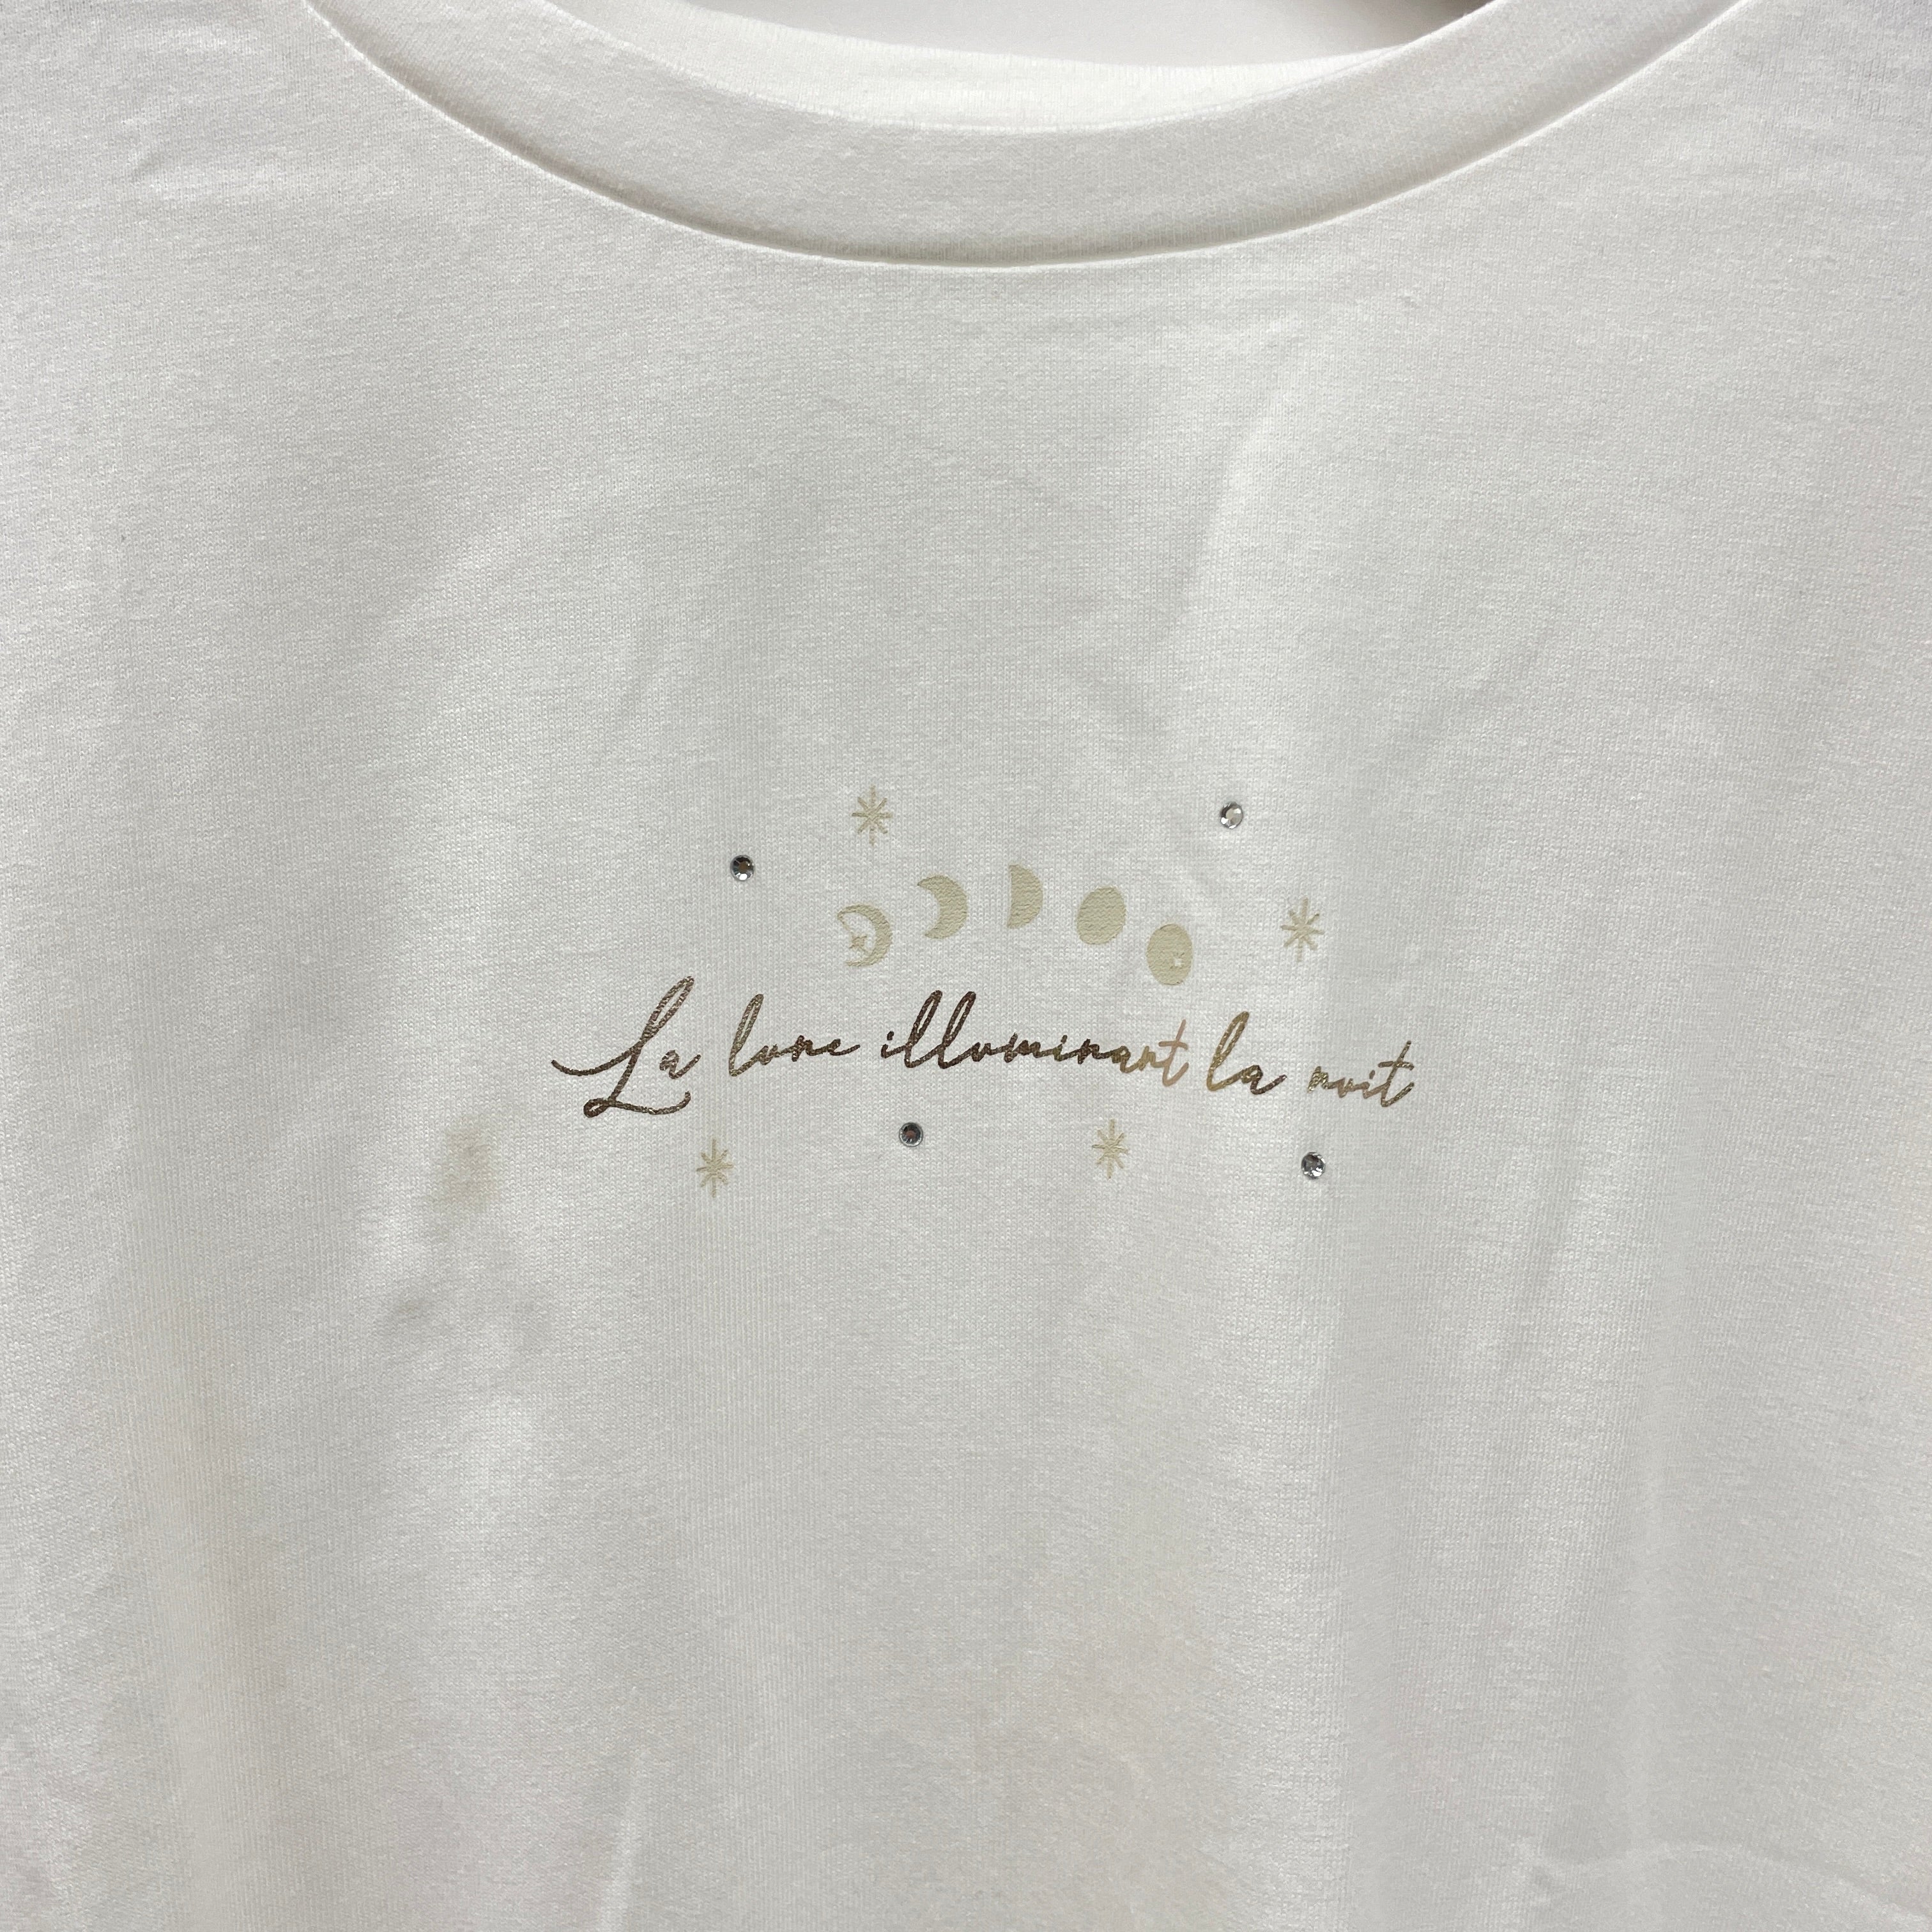 La lune illuminant la nuit